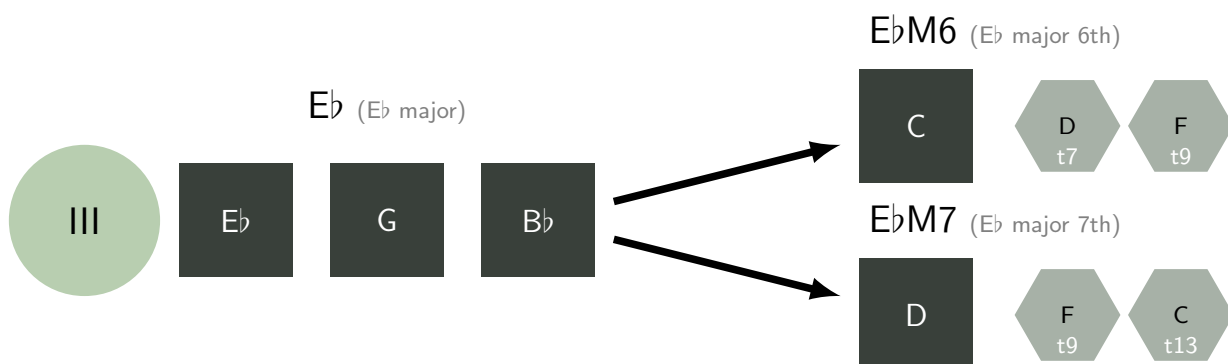 E♭M6 (E♭ major 6th)
E♭ (E♭ major)
C D F
t7 t9
III E♭ G B♭
E♭M7 (E♭ major 7th)
D F C
t9 t13